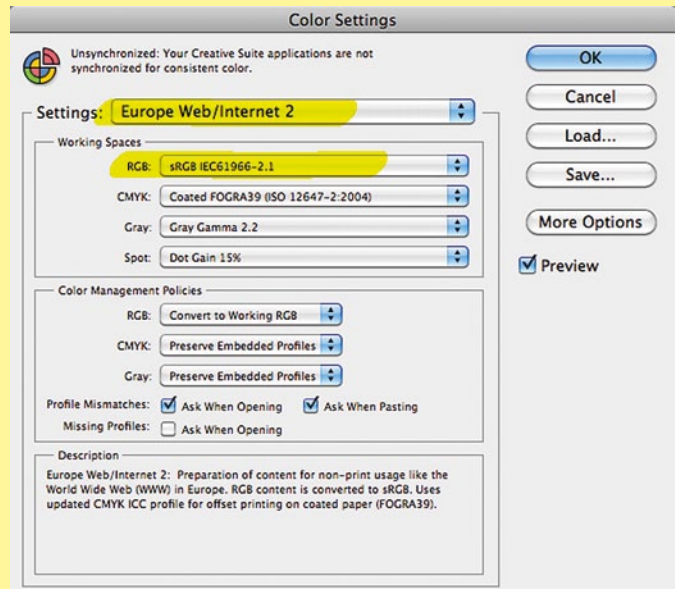 Color Settings
Unsynchronized: Your Creative Suite applications are not
synchronized for consistent color.
OK
Cancel
Load...
Save...
More Options
Preview
Settings: Europe Web/Internet 2
Working Spaces
RGB: sRGB IEC61966-2.1
CMYK: Coated FOGRA39 (ISO 12647-2:2004)
Gray: Gray Gamma 2.2
Spot: Dot Gain 15%
Color Management Policies
RGB: Convert to Working RGB
CMYK: Preserve Embedded Profiles
Gray: Preserve Embedded Profiles
Profile Mismatches: Ask When Opening Ask When Pasting
Missing Profiles: Ask When Opening
Description
Europe Web/Internet 2: Preparation of content for non-print usage like the
World Wide Web (WWW) in Europe. RGB content is converted to sRGB. Uses
updated CMYK ICC profile for offset printing on coated paper (FOGRA39).